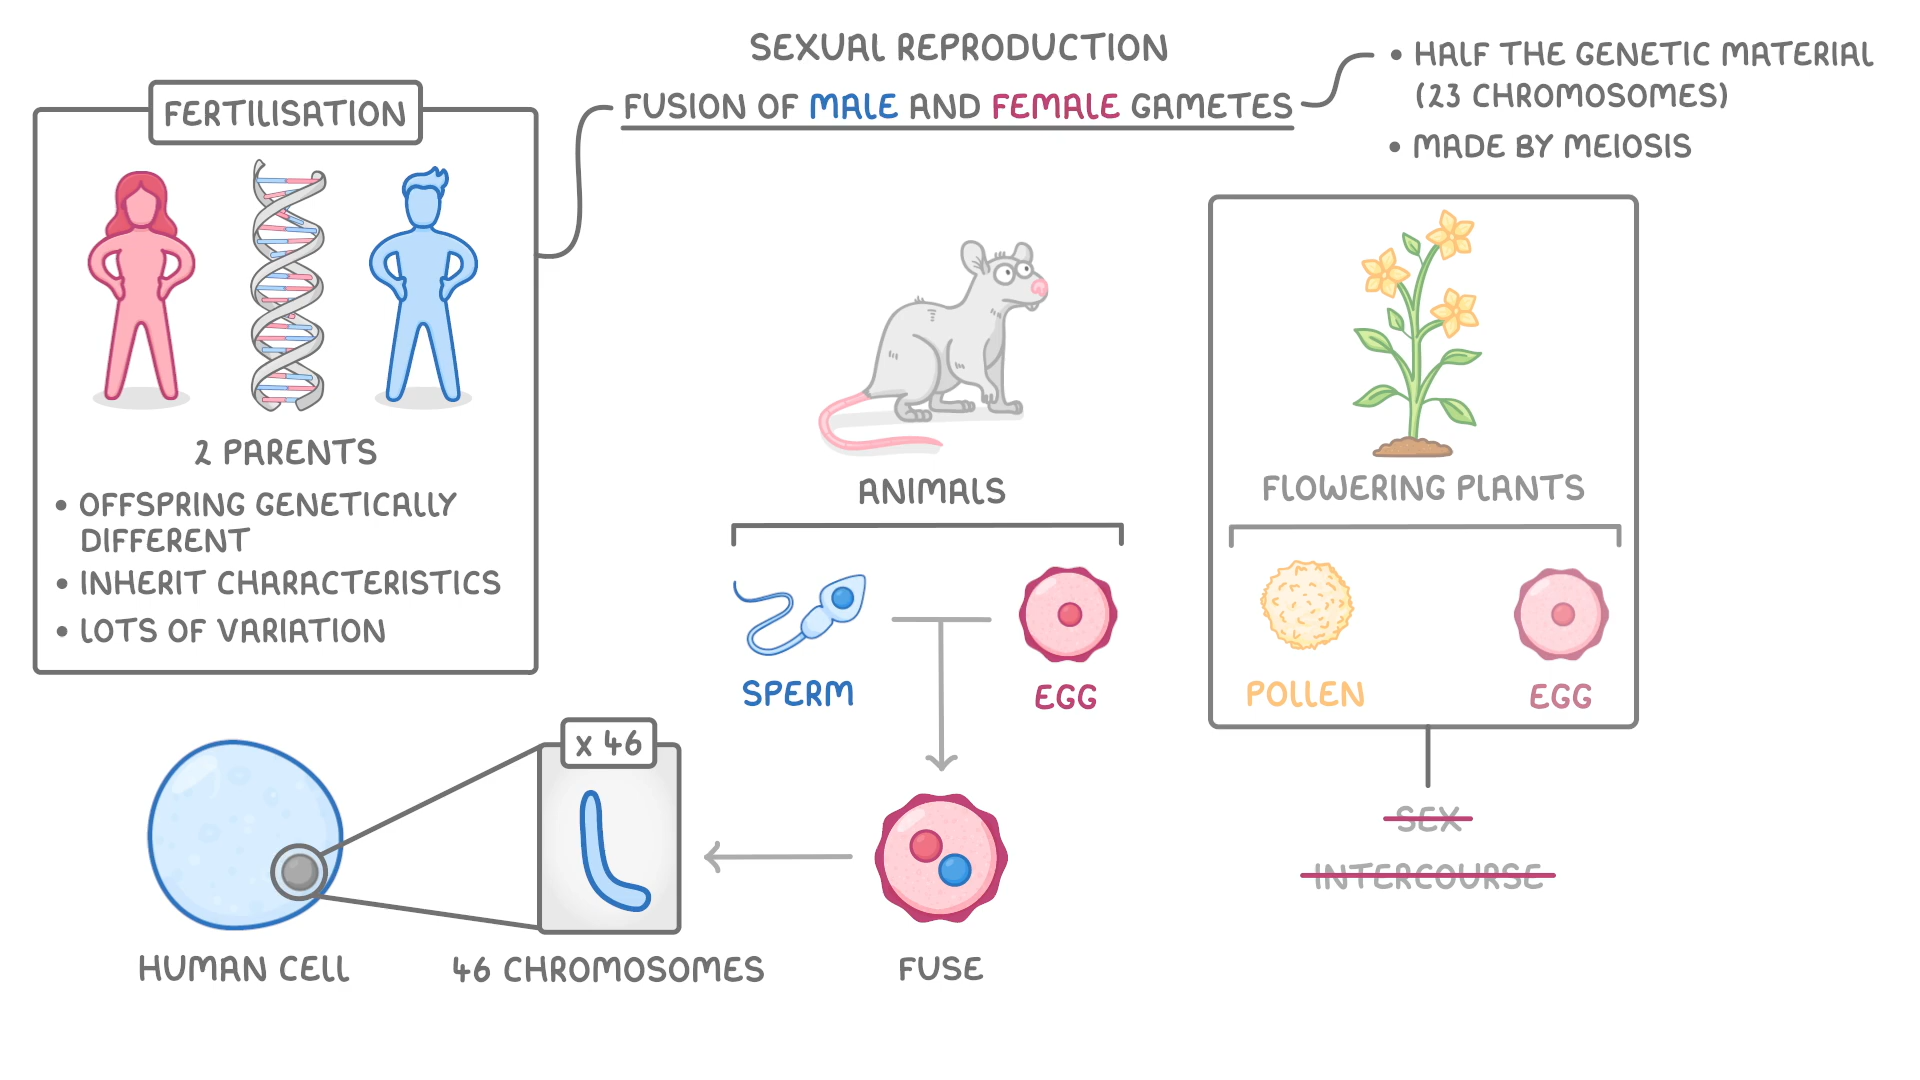 SEXUAL REPRODUCTION
FUSION OF MALE AND FEMALE GAMETES
• HALF THE GENETIC MATERIAL
(23 CHROMOSOMES)
• MADE BY MEIOSIS
FERTILISATION
2 PARENTS
• OFFSPRING GENETICALLY
DIFFERENT
• INHERIT CHARACTERISTICS
• LOTS OF VARIATION
ANIMALS
SPERM
EGG
FLOWERING PLANTS
POLLEN
EGG
SEX
INTERCOURSE
x 46
HUMAN CELL
46 CHROMOSOMES
FUSE